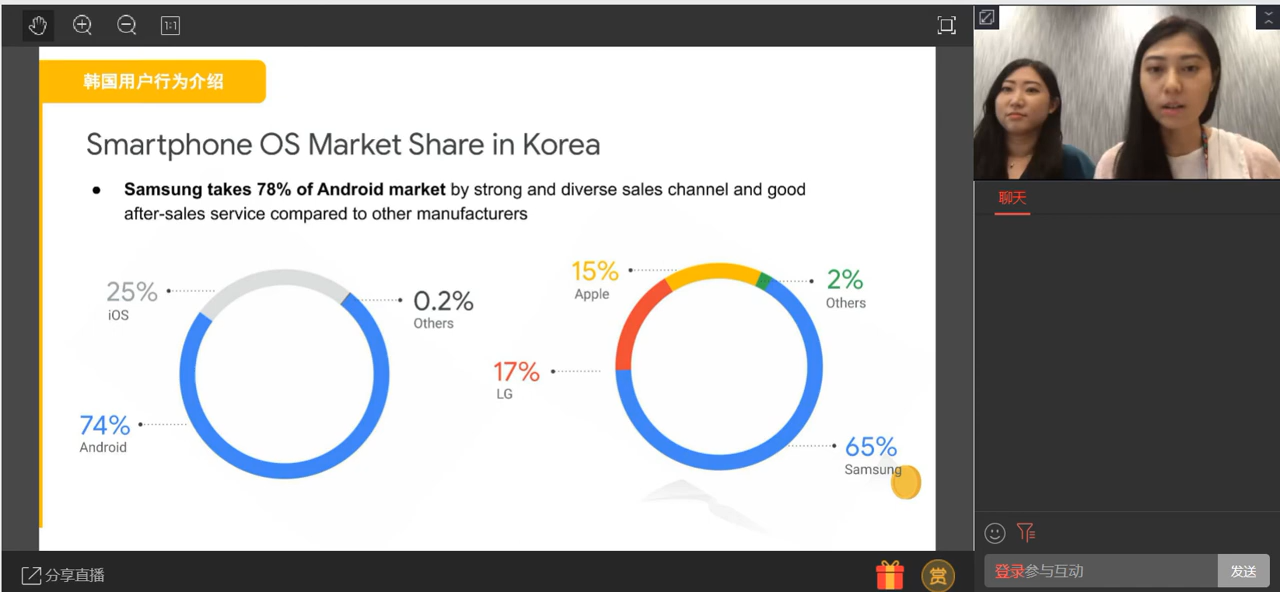 1:1
韩国用户行为介绍
Smartphone OS Market Share in Korea
● Samsung takes 78% of Android market by strong and diverse sales channel and good
after-sales service compared to other manufacturers
25%
iOS
0.2%
Others
74%
Android
15%
Apple
2%
Others
17%
LG
65%
Samsung
聊天
分享直播
赏
登录参与互动
发送